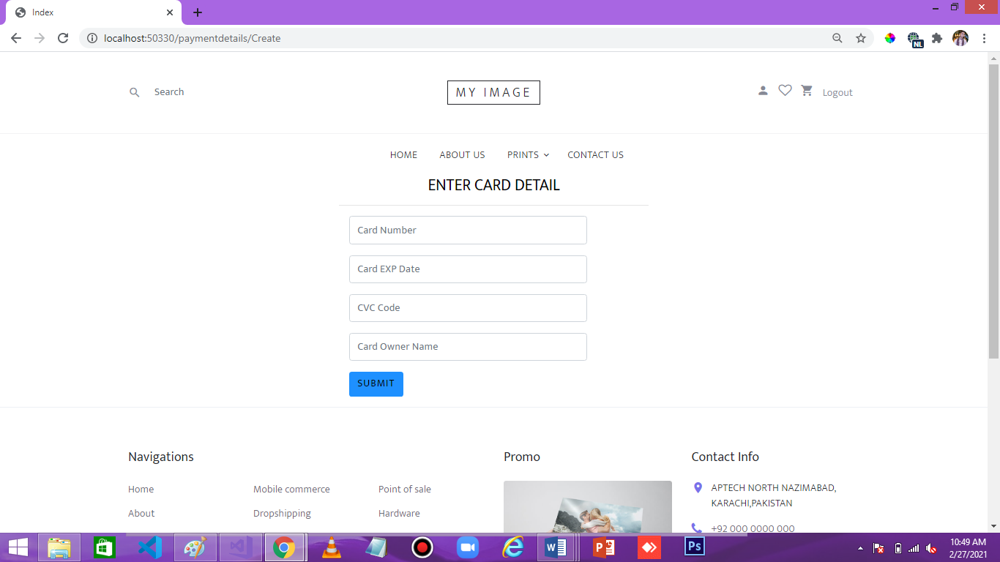 Index
localhost:50330/paymentdetails/Create
NL
Search
MY IMAGE
Logout
HOME
ABOUT US
PRINTS
CONTACT US
ENTER CARD DETAIL
Card Number
Card EXP Date
CVC Code
Card Owner Name
SUBMIT
Navigations
Promo
Contact Info
Home
Mobile commerce
Point of sale
APTECH NORTH NAZIMABAD,
KARACHI,PAKISTAN
About
Dropshipping
Hardware
+92 000 0000 000
Ps
10:49 AM
2/27/2021